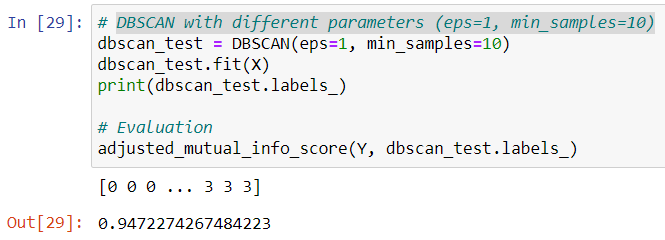 In [29]: # DBSCAN with different parameters (eps=1, min_samples=10)
dbscan_test = DBSCAN(eps=1, min_samples=10)
dbscan_test.fit(X)
print(dbscan_test.labels_)
# Evaluation
adjusted_mutual_info_score(Y, dbscan_test.labels_)
[0 0 0 ... 3 3 3]
Out[29]: 0.9472274267484223